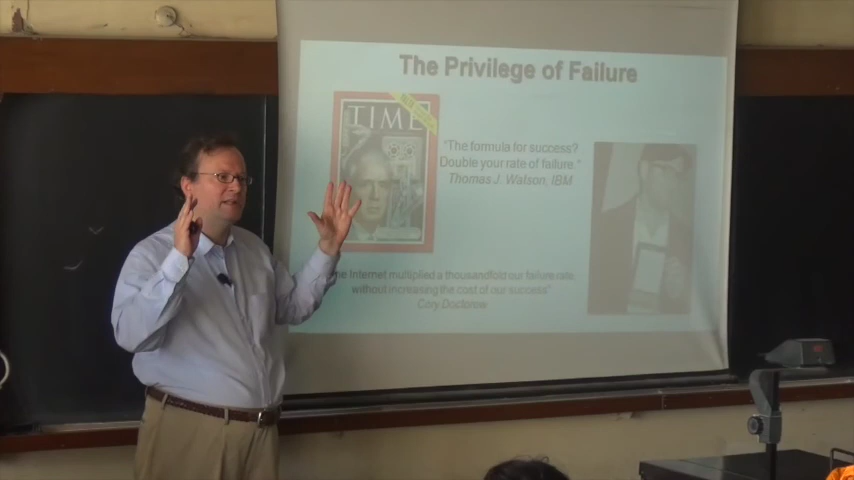 The Privilege of Failure
TIME
"The formula for success?
Double your rate of failure."
Thomas J. Watson, IBM
Internet multiplied a thousandfold our failure rate
without increasing the cost of our success"
Cory Doctorow